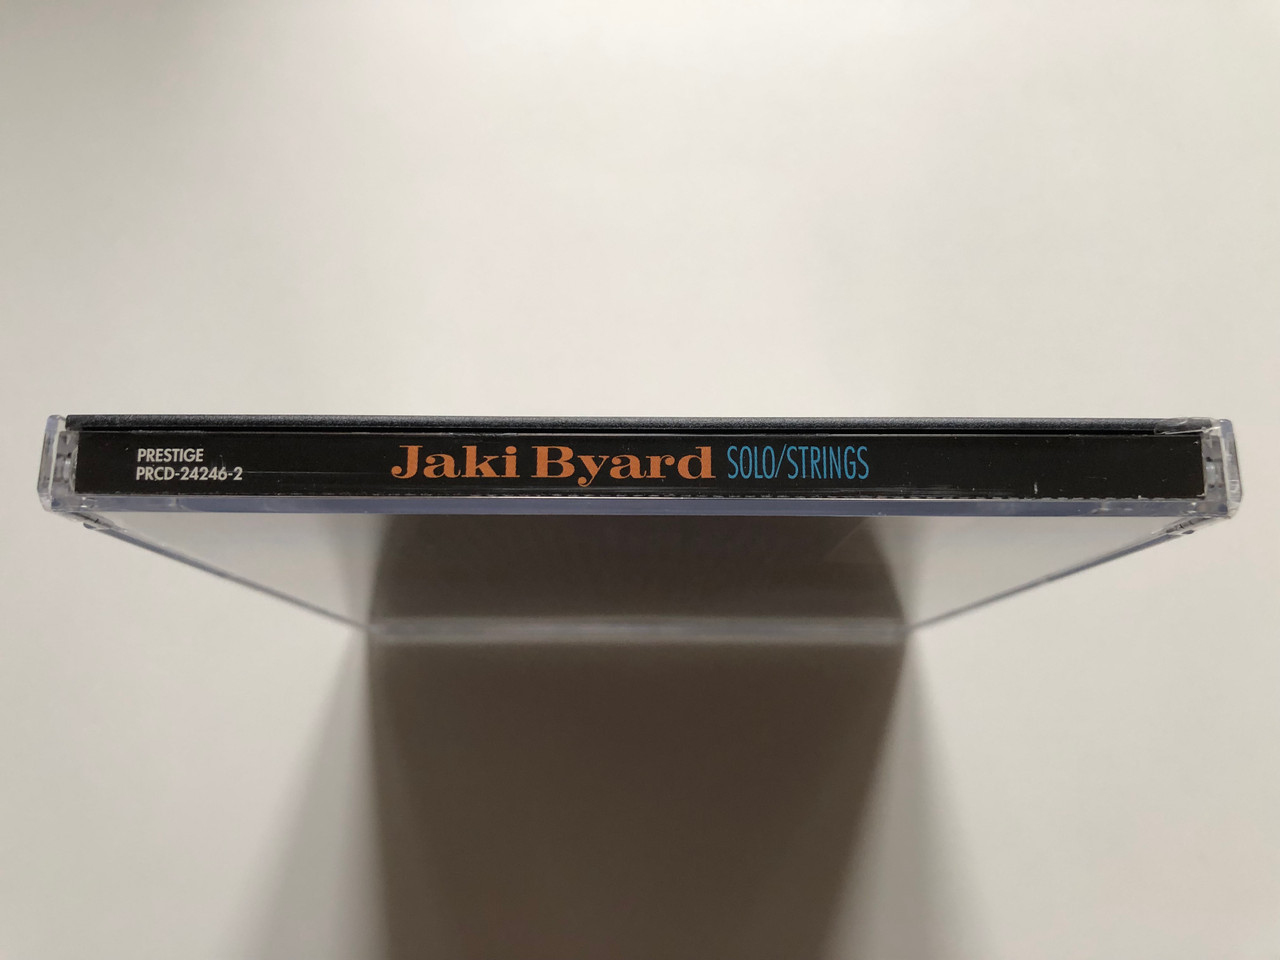 PRESTIGE
PRCD-24246-2
Jaki Byard SOLO/STRINGS